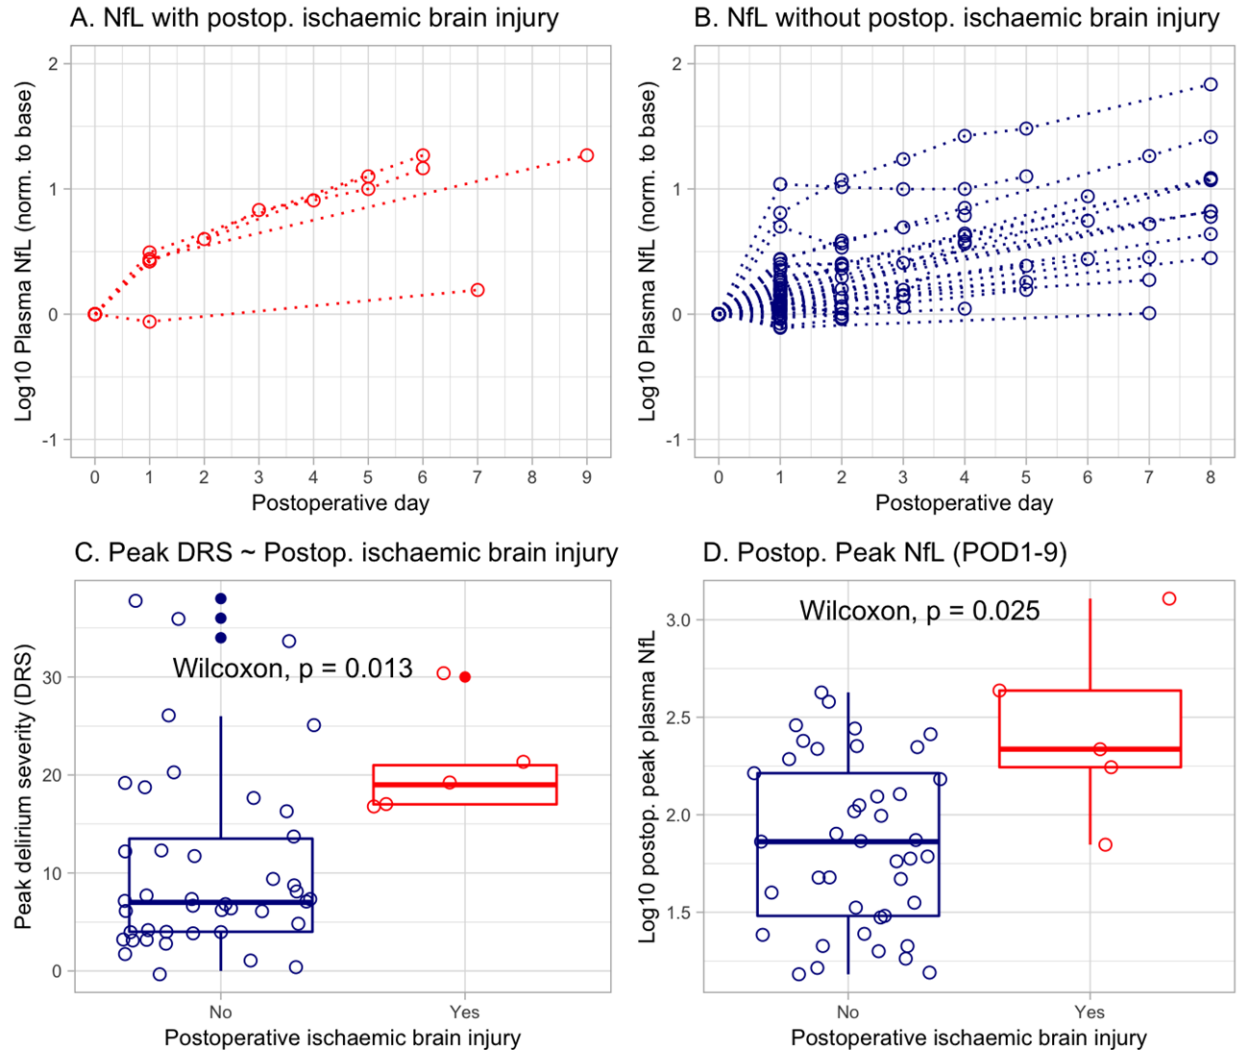 A. NfL with postop. ischaemic brain injury
Log10 Plasma NfL (norm. to base)
2
1
0
-1
0 1 2 3 4 5 6 7 8 9
Postoperative day
B. NfL without postop. ischaemic brain injury
Log10 Plasma NfL (norm. to base)
2
1
0
-1
0 1 2 3 4 5 6 7 8
Postoperative day
C. Peak DRS ~ Postop. ischaemic brain injury
Wilcoxon, p = 0.013
Peak delirium severity (DRS)
30
20
10
0
No Yes
Postoperative ischaemic brain injury
D. Postop. Peak NfL (POD1-9)
Wilcoxon, p = 0.025
Log10 postop. peak plasma NfL
3.0
2.5
2.0
1.5
No Yes
Postoperative ischaemic brain injury